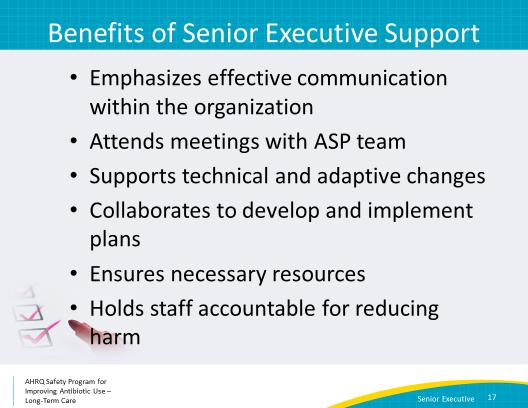 Benefits of Senior Executive Support
• Emphasizes effective communication
within the organization
• Attends meetings with ASP team
• Supports technical and adaptive changes
• Collaborates to develop and implement
plans
• Ensures necessary resources
• Holds staff accountable for reducing
harm
AHRQ Safety Program for
Improving Antibiotic Use –
Long-Term Care
Senior Executive 17